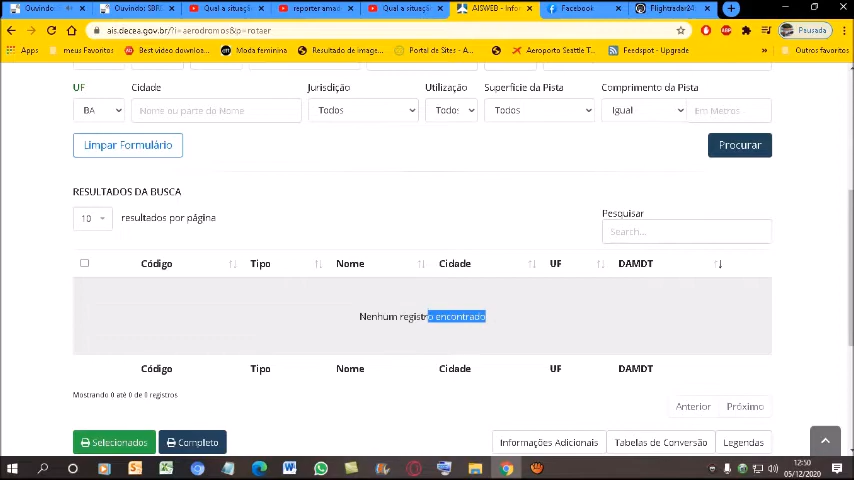 Ouvindo:
Ouvindo: SBR
Qual a situaçã
reporter amad
Qual a situaçã
AISWEB - Infor
Facebook
Flightradar24:
ais.decea.gov.br/?i=aerodromos&p=rotaer
Pausada
Apps
meus Favoritos
Best video downloa...
Moda feminina
Resultado de image...
Portal de Sites - A...
Aeroporto Seattle T...
Feedspot - Upgrade
Outros favoritos
UF
Cidade
Jurisdição
Utilização
Superfície da Pista
Comprimento da Pista
BA
Nome ou parte do Nome
Todos
Todos
Todos
Igual
Em Metros...
Limpar Formulário
Procurar
RESULTADOS DA BUSCA
10
resultados por página
Pesquisar
Search...
Código
Tipo
Nome
Cidade
UF
DAMDT
Nenhum registro encontrado
Código
Tipo
Nome
Cidade
UF
DAMDT
Mostrando 0 até 0 de 0 registros
Anterior
Próximo
Selecionados
Completo
Informações Adicionais
Tabelas de Conversão
Legendas
12:50
05/12/2020